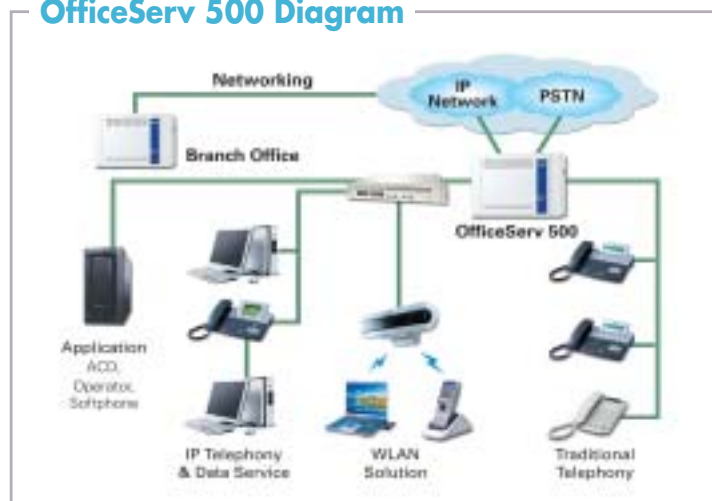 OfficeServ 500 Diagram
Networking
IP
Network
PSTN
Branch Office
OfficeServ 500
Application
ACD,
Operator,
Softphone
IP Telephony
& Data Service
WLAN
Solution
Traditional
Telephony